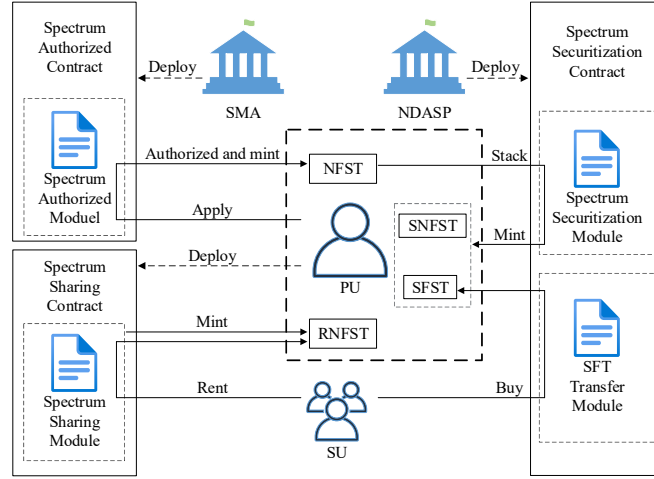 Spectrum
Authorized
Contract
Deploy
SMA
NDASP
Deploy
Spectrum
Securitization
Contract
Spectrum
Authorized
Moduel
Authorized and mint
NFST
Stack
Apply
SNFST
Mint
Spectrum
Securitization
Module
PU
SFST
Spectrum
Sharing
Contract
Deploy
Mint
RNFST
Rent
Buy
SU
Spectrum
Sharing
Module
SFT
Transfer
Module